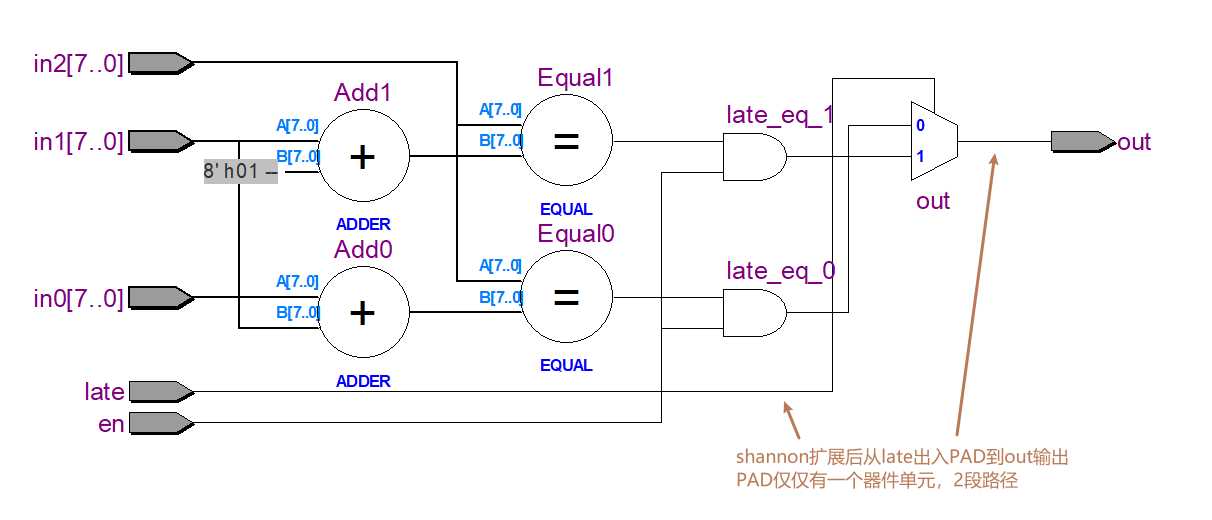 in2[7..0]
Equal1
Add1
A[7..0]
late_eq_1
A[7..0]
0
in1[7..0]
B[7..0]
=
out
B[7..0]
+
1
8' h01 --
out
EQUAL
ADDER
Equal0
Add0
A[7..0]
late_eq_0
A[7..0]
in0[7..0]
B[7..0]
=
B[7..0]
+
EQUAL
ADDER
late
en
shannon扩展后从late出入PAD到out输出
PAD仅仅有一个器件单元，2段路径